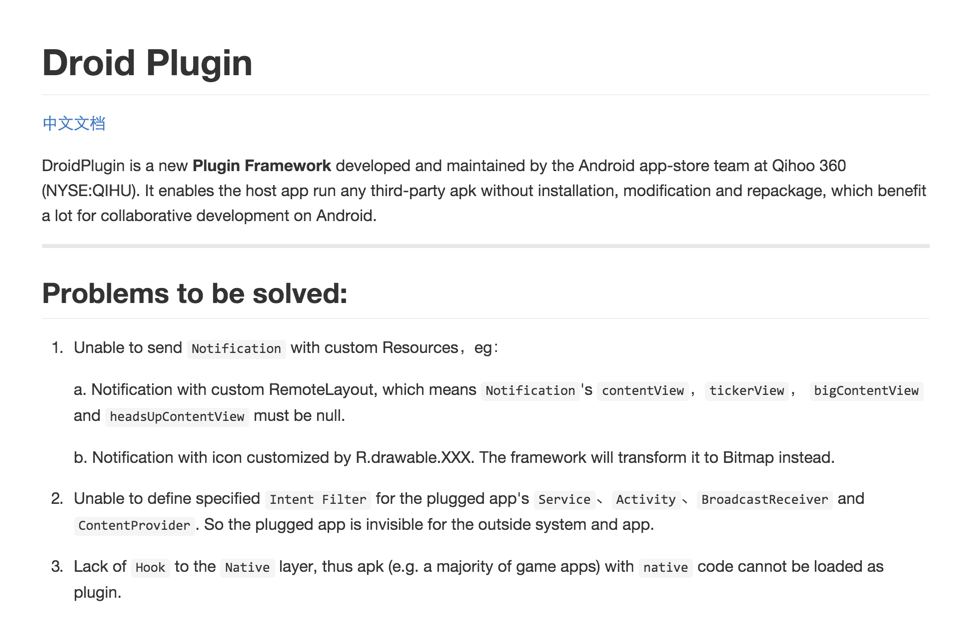 Droid Plugin
中文文档
DroidPlugin is a new Plugin Framework developed and maintained by the Android app-store team at Qihoo 360
(NYSE:QIHU). It enables the host app run any third-party apk without installation, modification and repackage, which benefit
a lot for collaborative development on Android.
Problems to be solved:
1. Unable to send Notification with custom Resources，eg：
a. Notification with custom RemoteLayout, which means Notification 's contentView ， tickerView ， bigContentView
and headsUpContentView must be null.
b. Notification with icon customized by R.drawable.XXX. The framework will transform it to Bitmap instead.
2. Unable to define specified Intent Filter for the plugged app's Service 、 Activity 、 BroadcastReceiver and
ContentProvider . So the plugged app is invisible for the outside system and app.
3. Lack of Hook to the Native layer, thus apk (e.g. a majority of game apps) with native code cannot be loaded as
plugin.